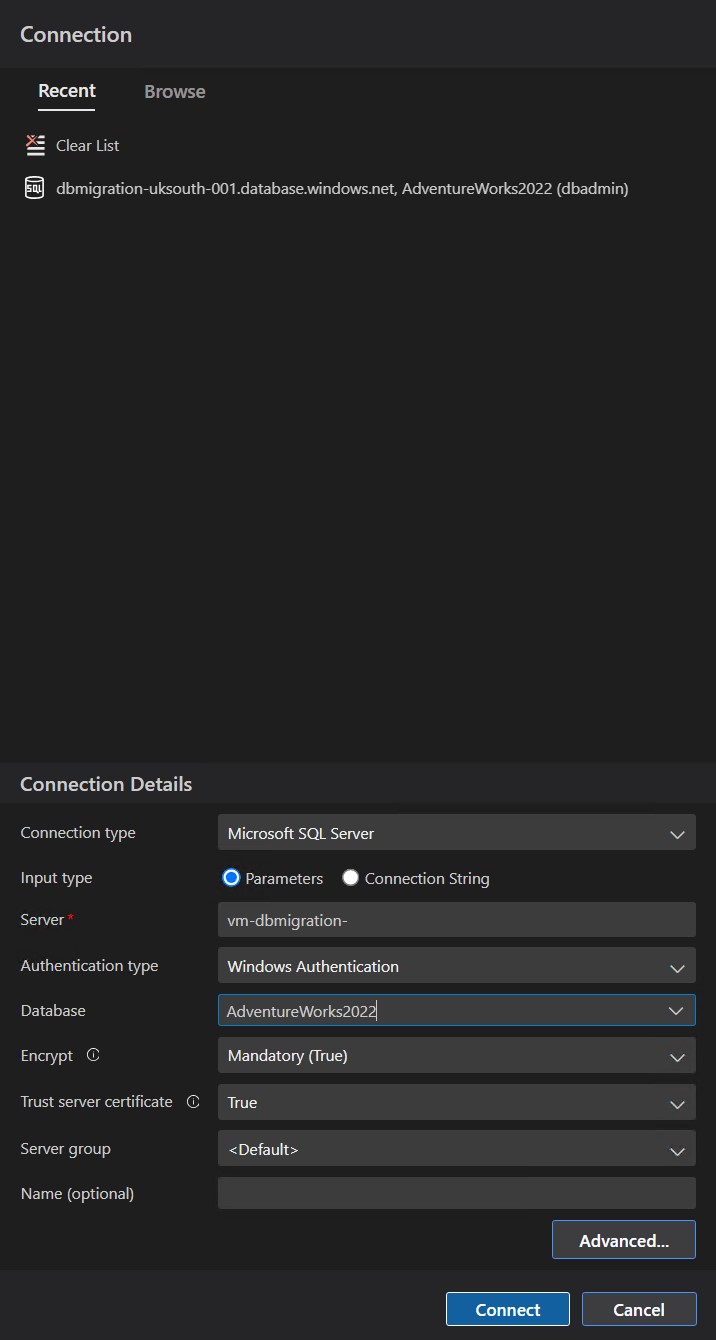 Connection
Recent Browse
Clear List
dbmigration-uksouth-001.database.windows.net, AdventureWorks2022 (dbadmin)
Connection Details
Connection type Microsoft SQL Server
Input type Parameters Connection String
Server* vm-dbmigration-
Authentication type Windows Authentication
Database AdventureWorks2022
Encrypt Mandatory (True)
Trust server certificate True
Server group <Default>
Name (optional)
Advanced...
Connect Cancel